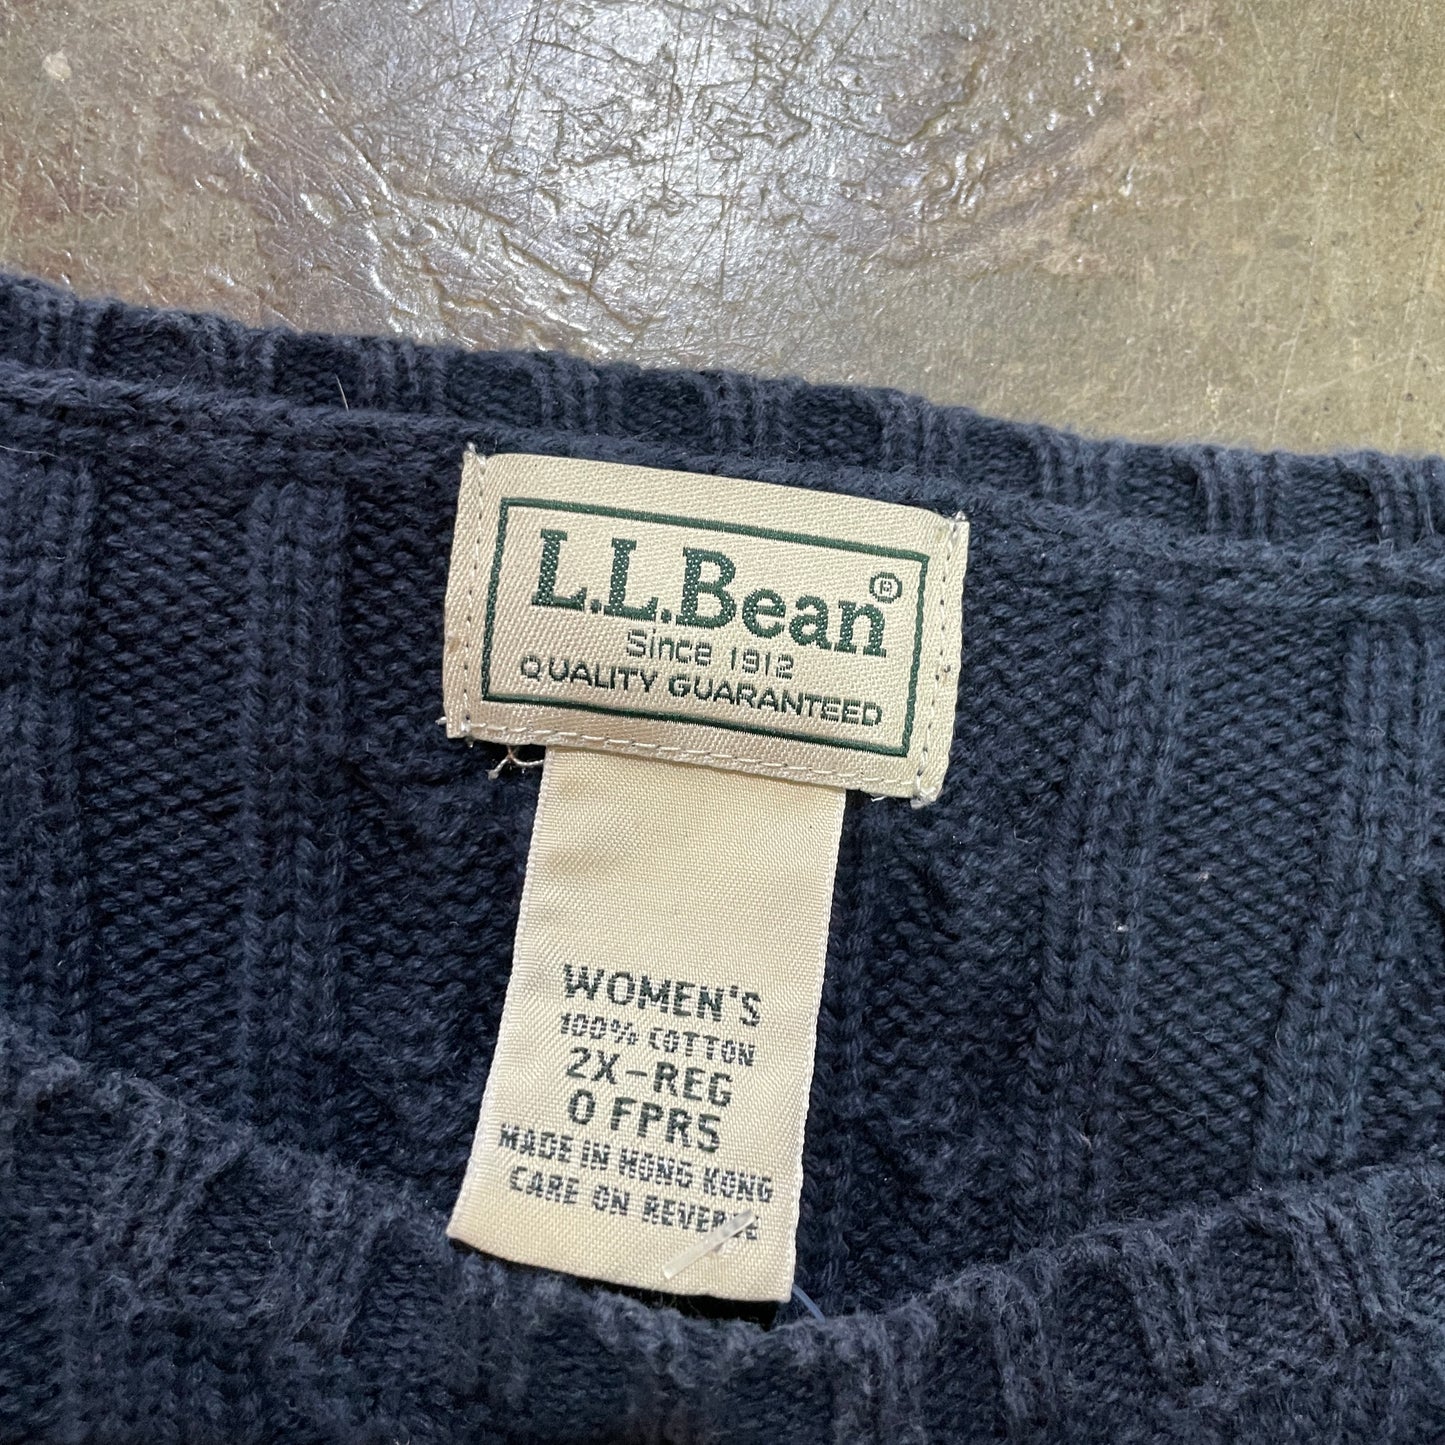 L.L.Bean®
Since 1912
QUALITY GUARANTEED
WOMEN'S
100% COTTON
2X-REG
0 FPR5
MADE IN HONG KONG
CARE ON REVERSE